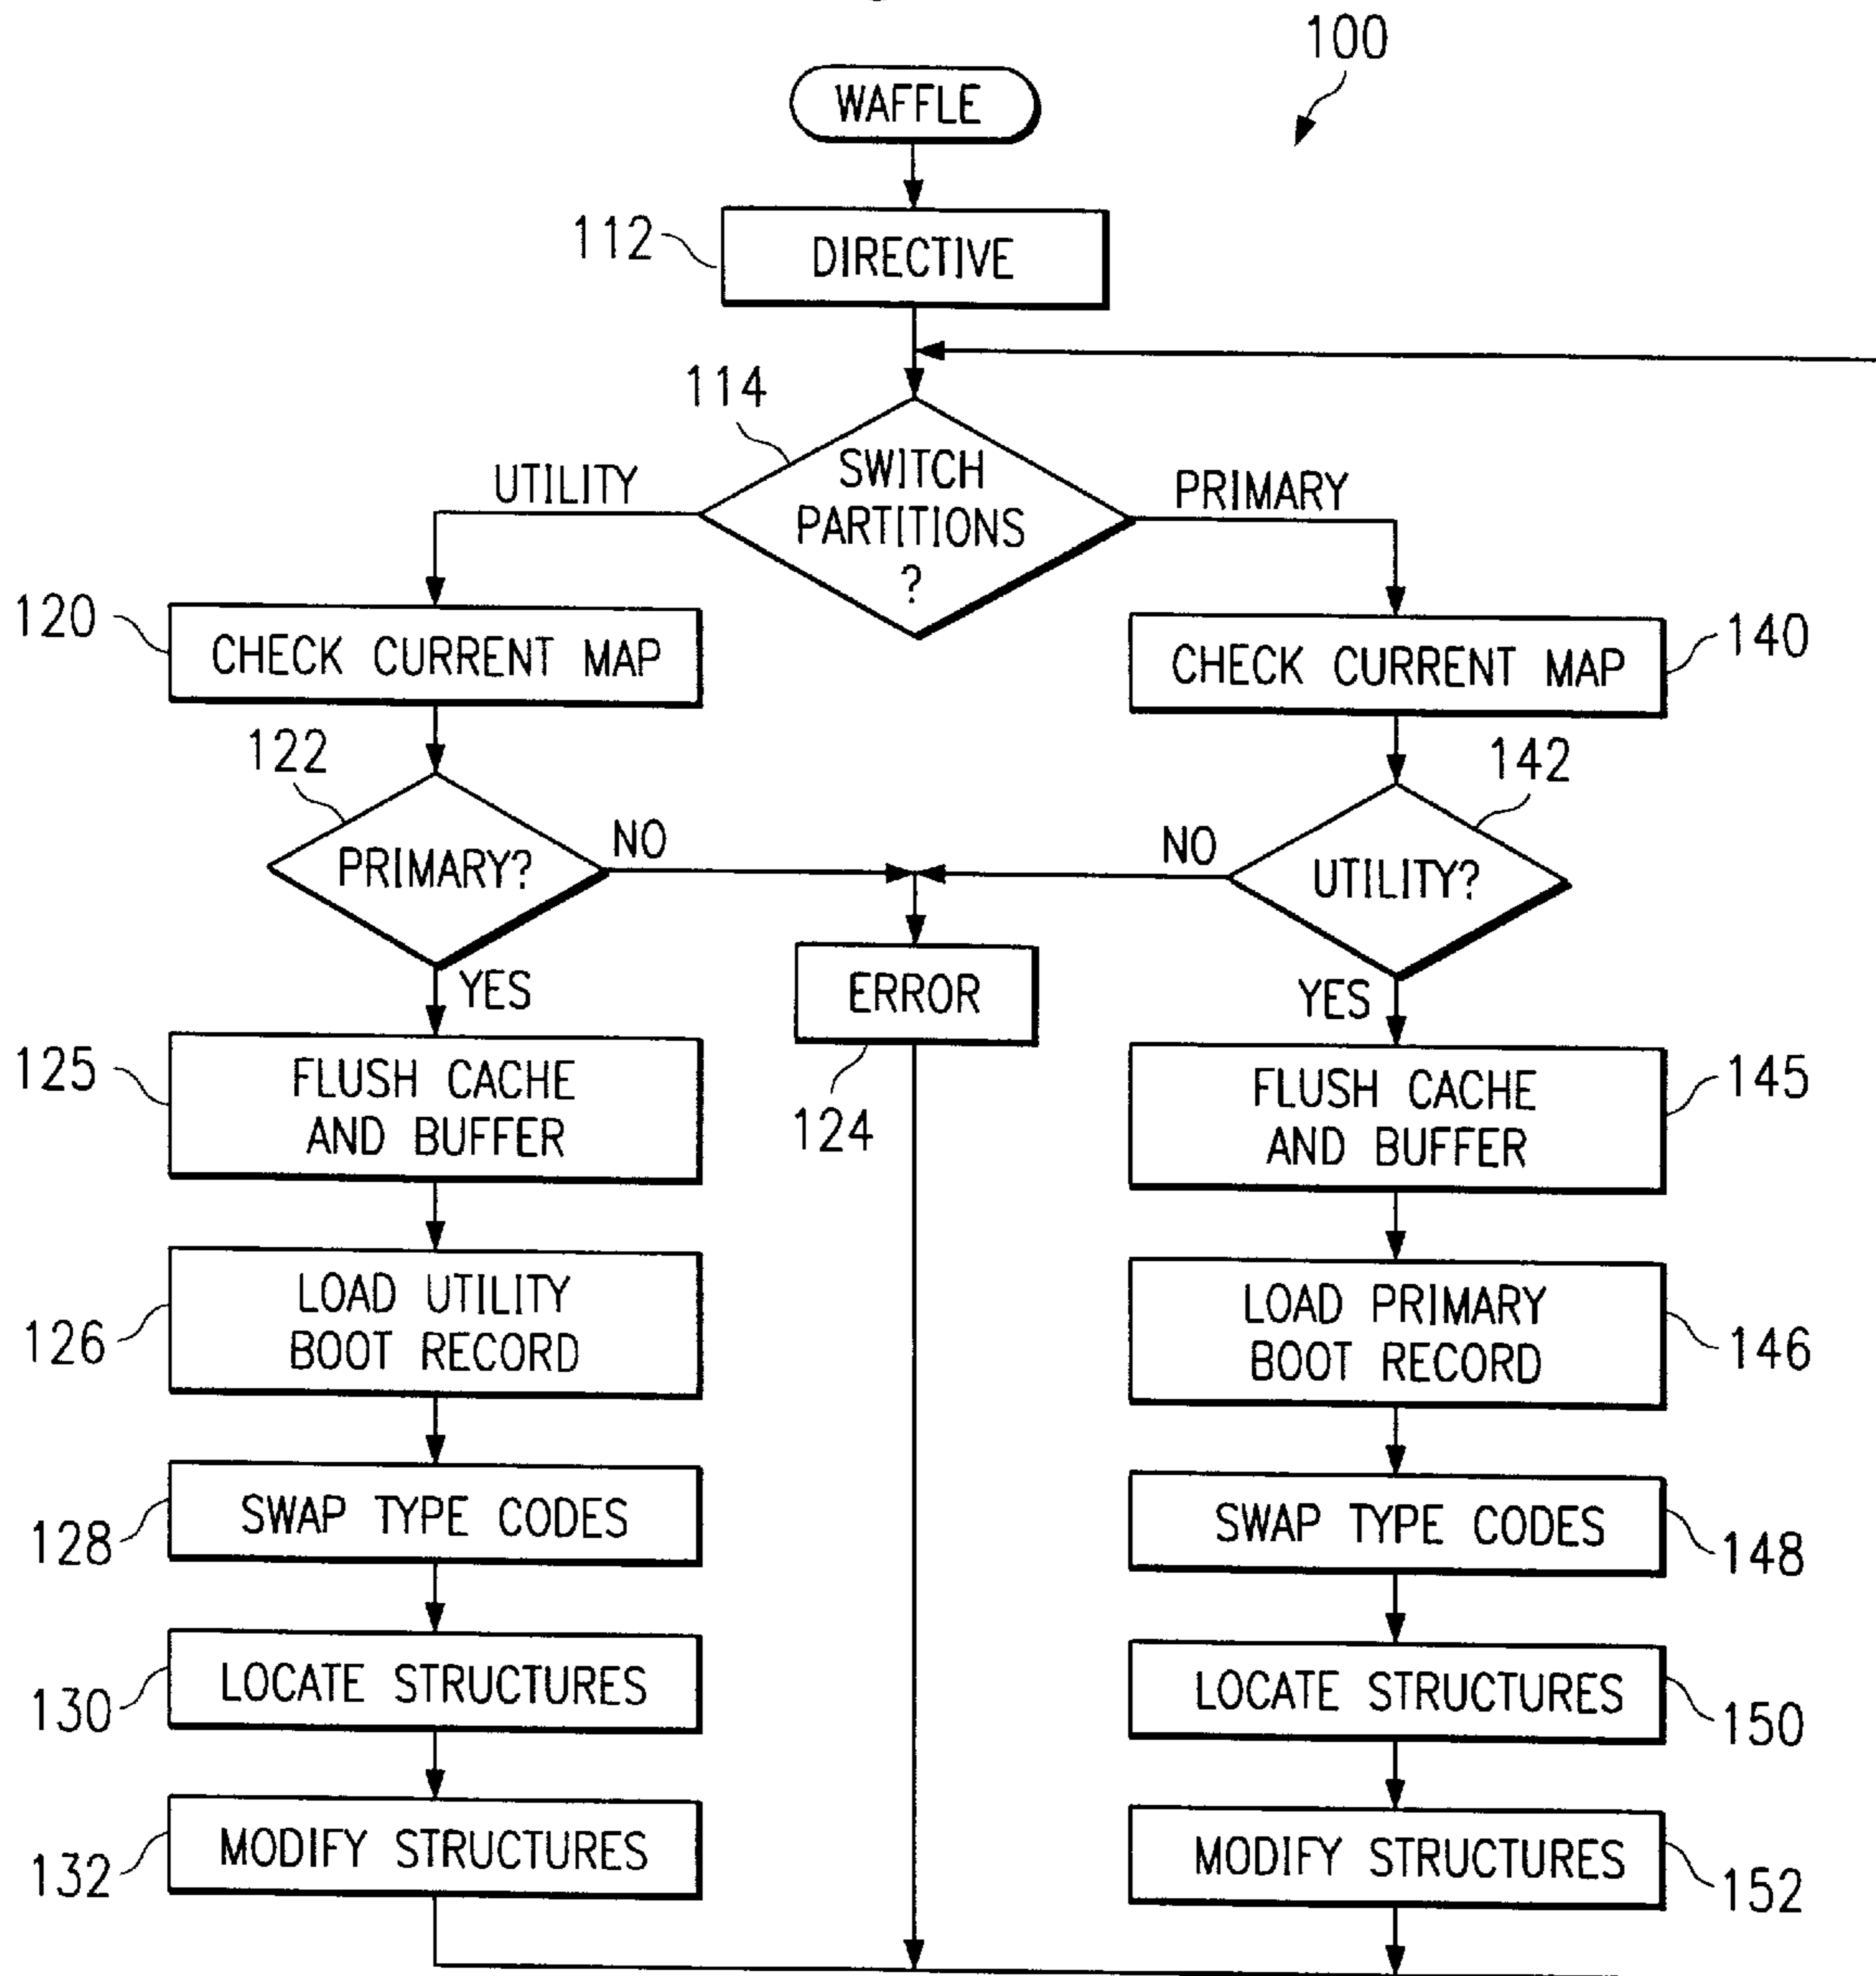 100
WAFFLE
112
DIRECTIVE
114
SWITCH
PARTITIONS
?
UTILITY
PRIMARY
120
CHECK CURRENT MAP
140
CHECK CURRENT MAP
122
PRIMARY?
NO
142
UTILITY?
NO
YES
ERROR
124
YES
125
FLUSH CACHE
AND BUFFER
145
FLUSH CACHE
AND BUFFER
126
LOAD UTILITY
BOOT RECORD
146
LOAD PRIMARY
BOOT RECORD
128
SWAP TYPE CODES
148
SWAP TYPE CODES
130
LOCATE STRUCTURES
150
LOCATE STRUCTURES
132
MODIFY STRUCTURES
152
MODIFY STRUCTURES